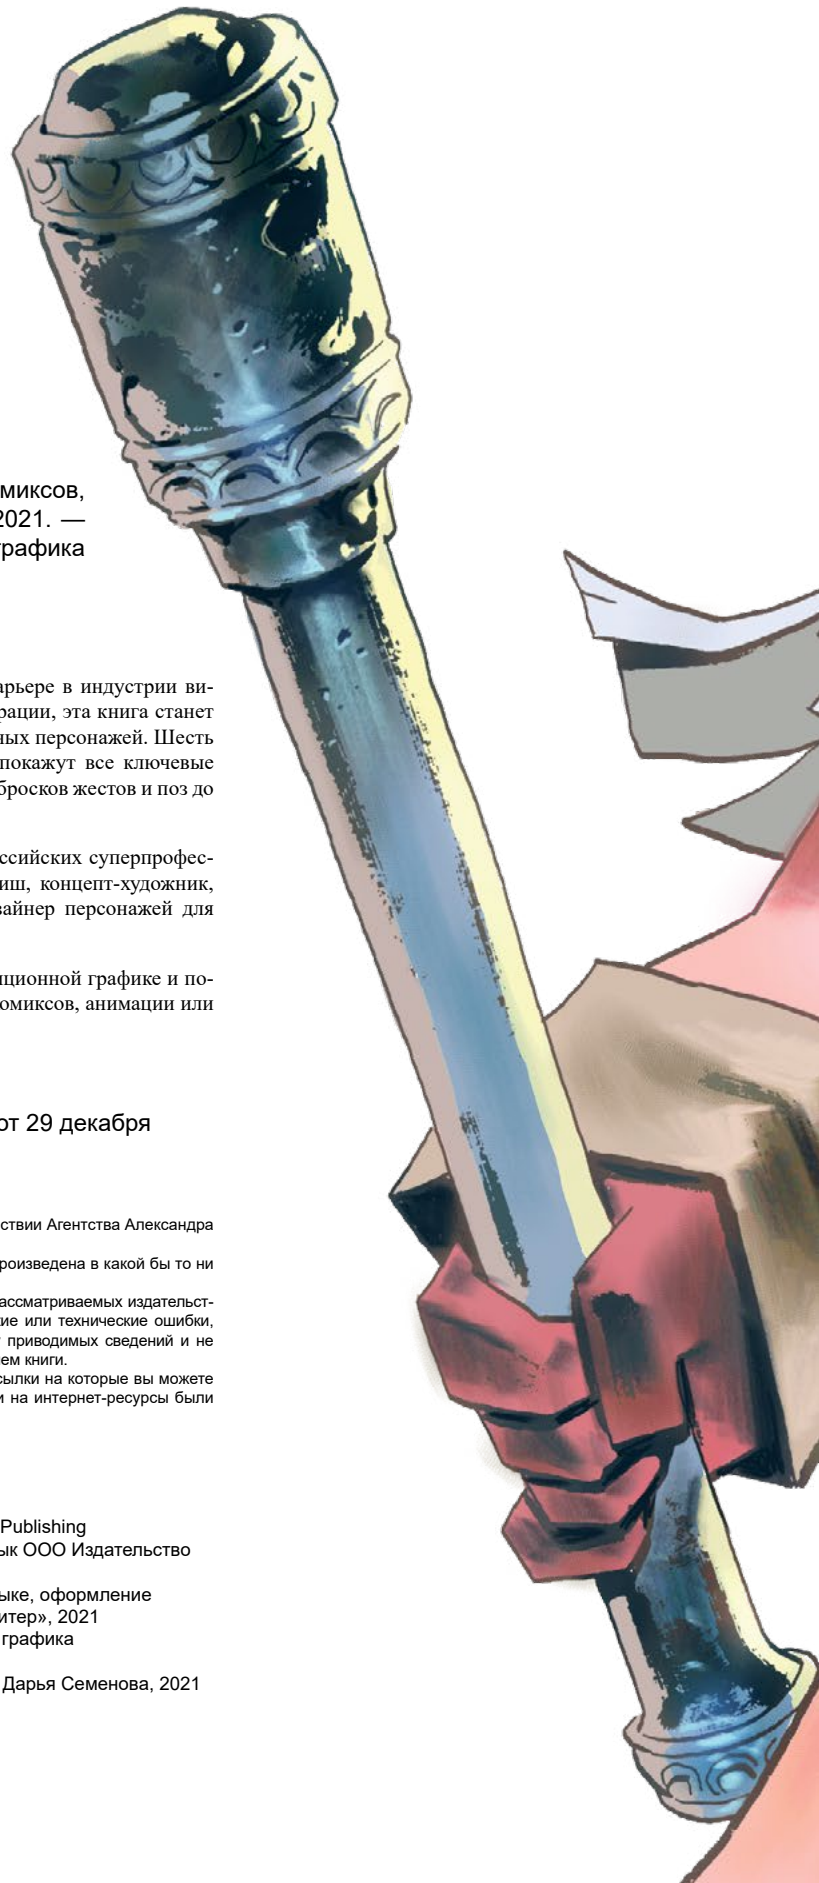 миксов,
2021. —
графика
арьере в индустрии ви-
рации, эта книга станет
ных персонажей. Шесть
покажут все ключевые
бросков жестов и поз до
ссийских суперпрофес-
иш, концепт-художник,
зайнер персонажей для
иционной графике и по-
омиксов, анимации или
от 29 декабря
ствии Агентства Александра
роизведена в какой бы то ни
ассматриваемых издательст-
кие или технические ошибки,
приводимых сведений и не
ем книги.
сылки на которые вы можете
и на интернет-ресурсы были
Publishing
ык ООО Издательство
ыке, оформление
итер», 2021
графика
Дарья Семенова, 2021